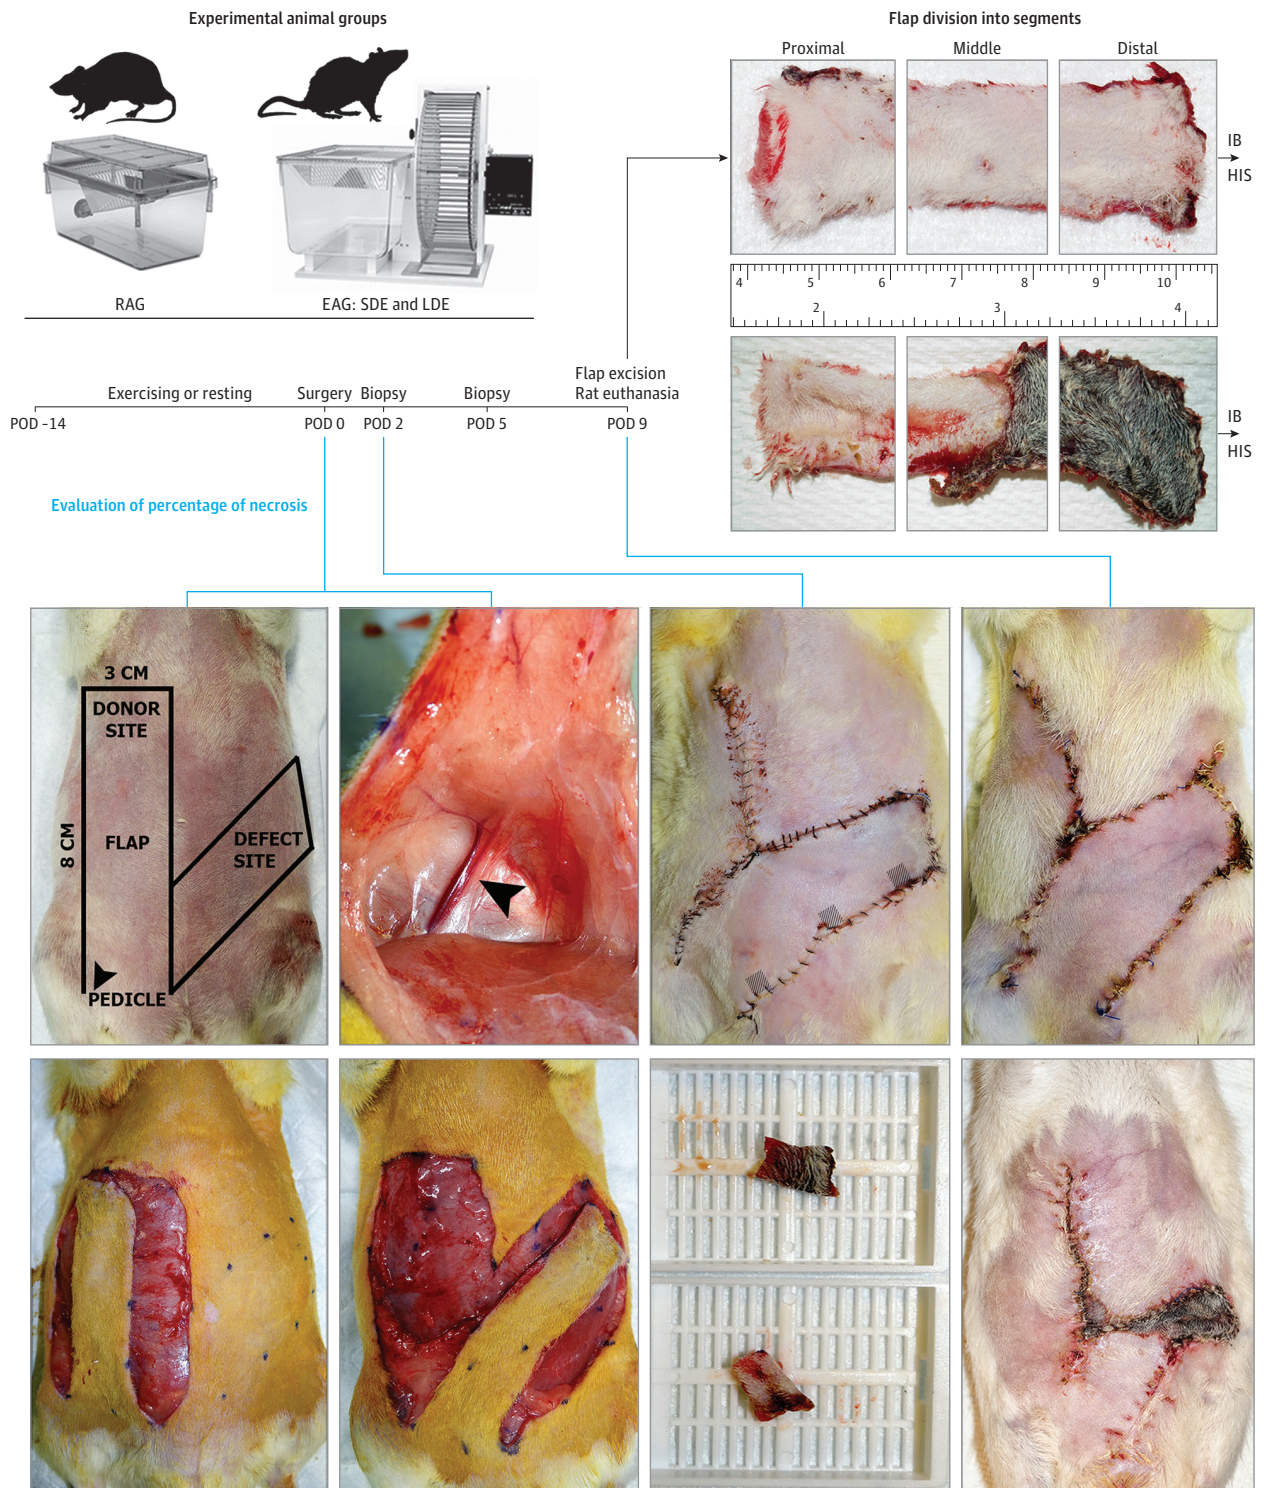 Experimental animal groups
RAG
EAG: SDE and LDE
Flap division into segments
Proximal
Middle
Distal
IB
HIS
4 5 6 7 8 9 10
2 3 4
IB
HIS
Exercising or resting
Surgery
Biopsy
Biopsy
Flap excision
Rat euthanasia
POD -14
POD 0
POD 2
POD 5
POD 9
Evaluation of percentage of necrosis
3 CM
DONOR
SITE
8 CM
FLAP
DEFECT
SITE
PEDICLE